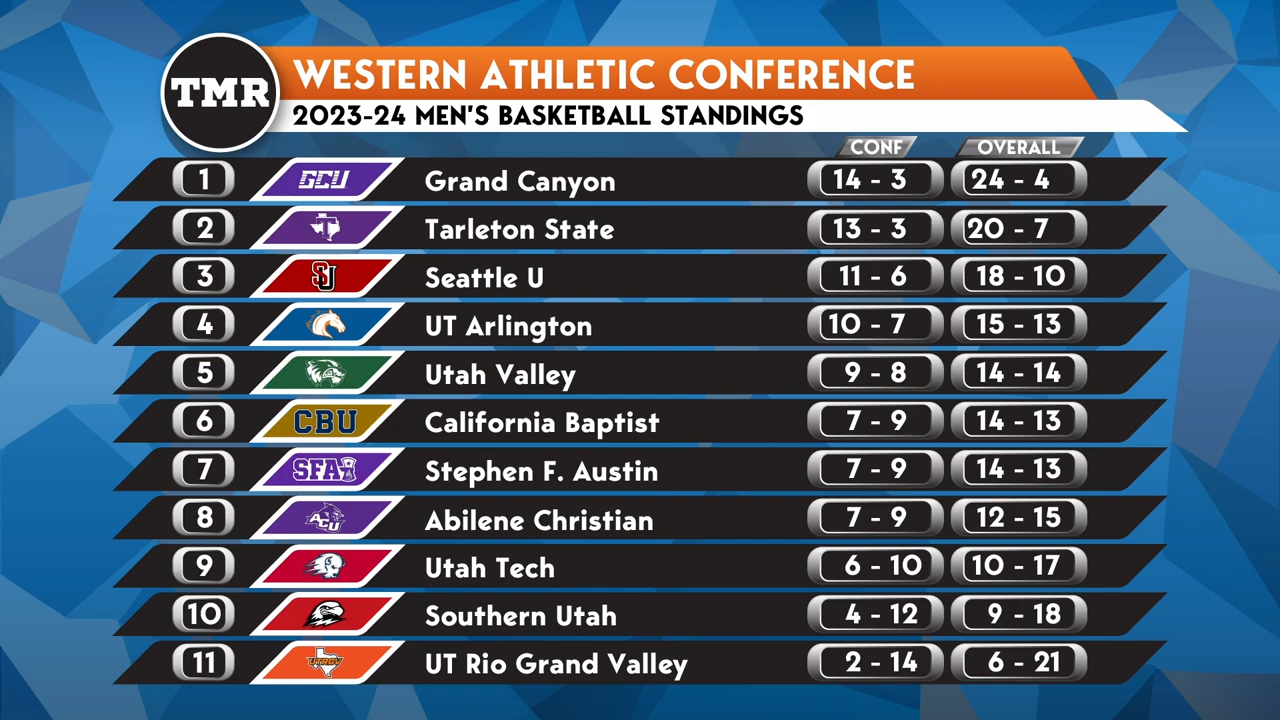 TMR
WESTERN ATHLETIC CONFERENCE
2023-24 MEN'S BASKETBALL STANDINGS
CONF OVERALL
1 GCU Grand Canyon 14 - 3 24 - 4
2 T Tarleton State 13 - 3 20 - 7
3 SU Seattle U 11 - 6 18 - 10
4 UT Arlington 10 - 7 15 - 13
5 Utah Valley 9 - 8 14 - 14
6 CBU California Baptist 7 - 9 14 - 13
7 SFA Stephen F. Austin 7 - 9 14 - 13
8 ACU Abilene Christian 7 - 9 12 - 15
9 Utah Tech 6 - 10 10 - 17
10 Southern Utah 4 - 12 9 - 18
11 UTRGV UT Rio Grand Valley 2 - 14 6 - 21